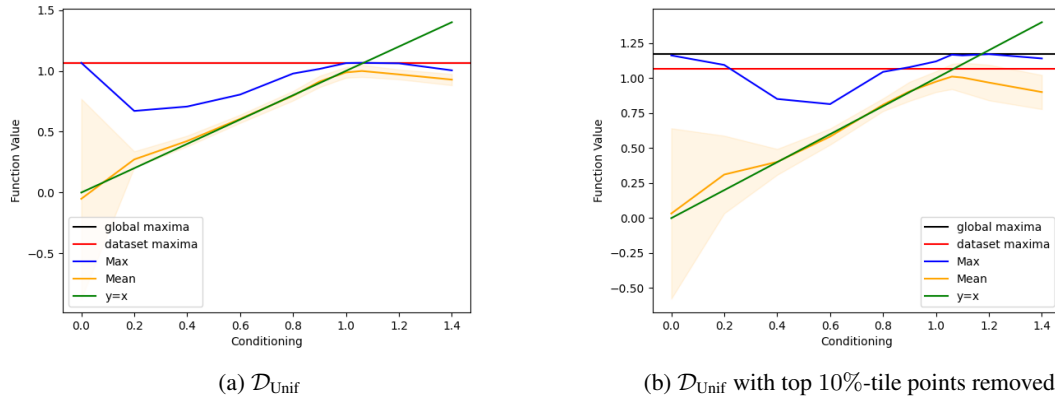 1.5
1.0
0.5
0.0
−0.5
Function Value
global maxima
dataset maxima
Max
Mean
y=x
0.0 0.2 0.4 0.6 0.8 1.0 1.2 1.4
Conditioning
(a) 𝒟Unif
1.25
1.00
0.75
0.50
0.25
0.00
−0.25
−0.50
Function Value
global maxima
dataset maxima
Max
Mean
y=x
0.0 0.2 0.4 0.6 0.8 1.0 1.2 1.4
Conditioning
(b) 𝒟Unif with top 10%-tile points removed